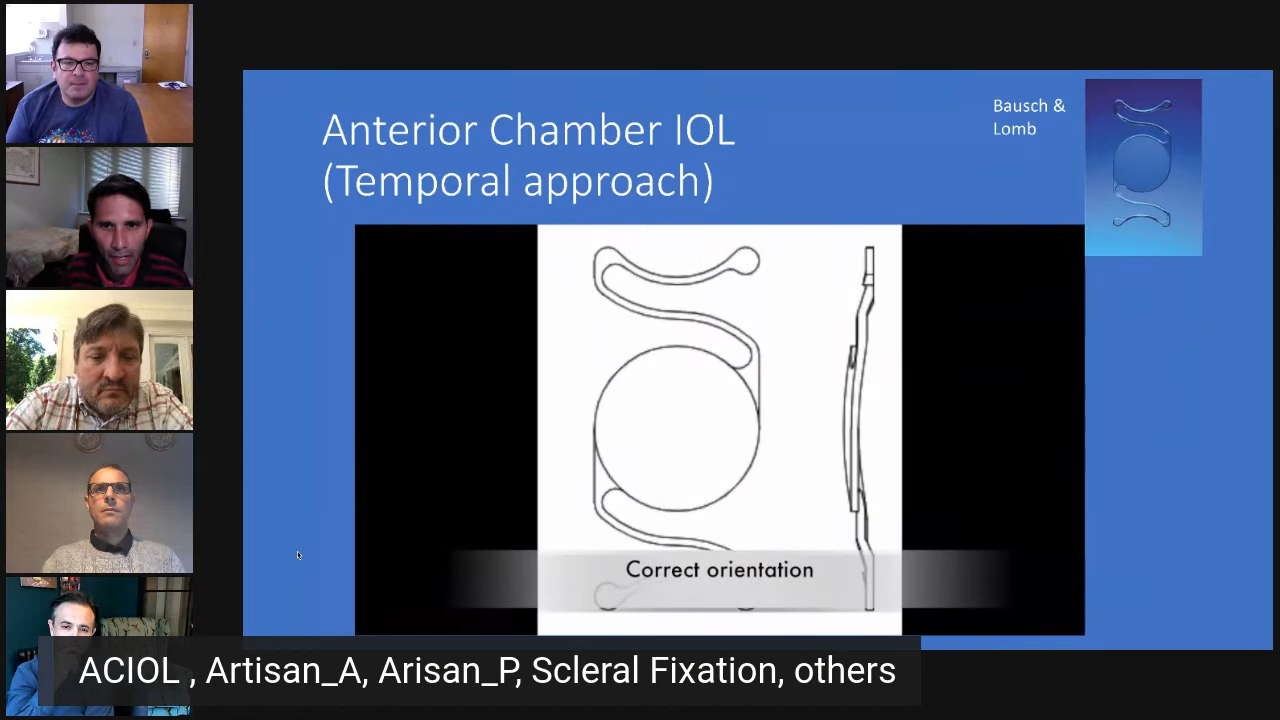 Anterior Chamber IOL
(Temporal approach)
Bausch &
Lomb
Correct orientation
ACIOL , Artisan_A, Arisan_P, Scleral Fixation, others